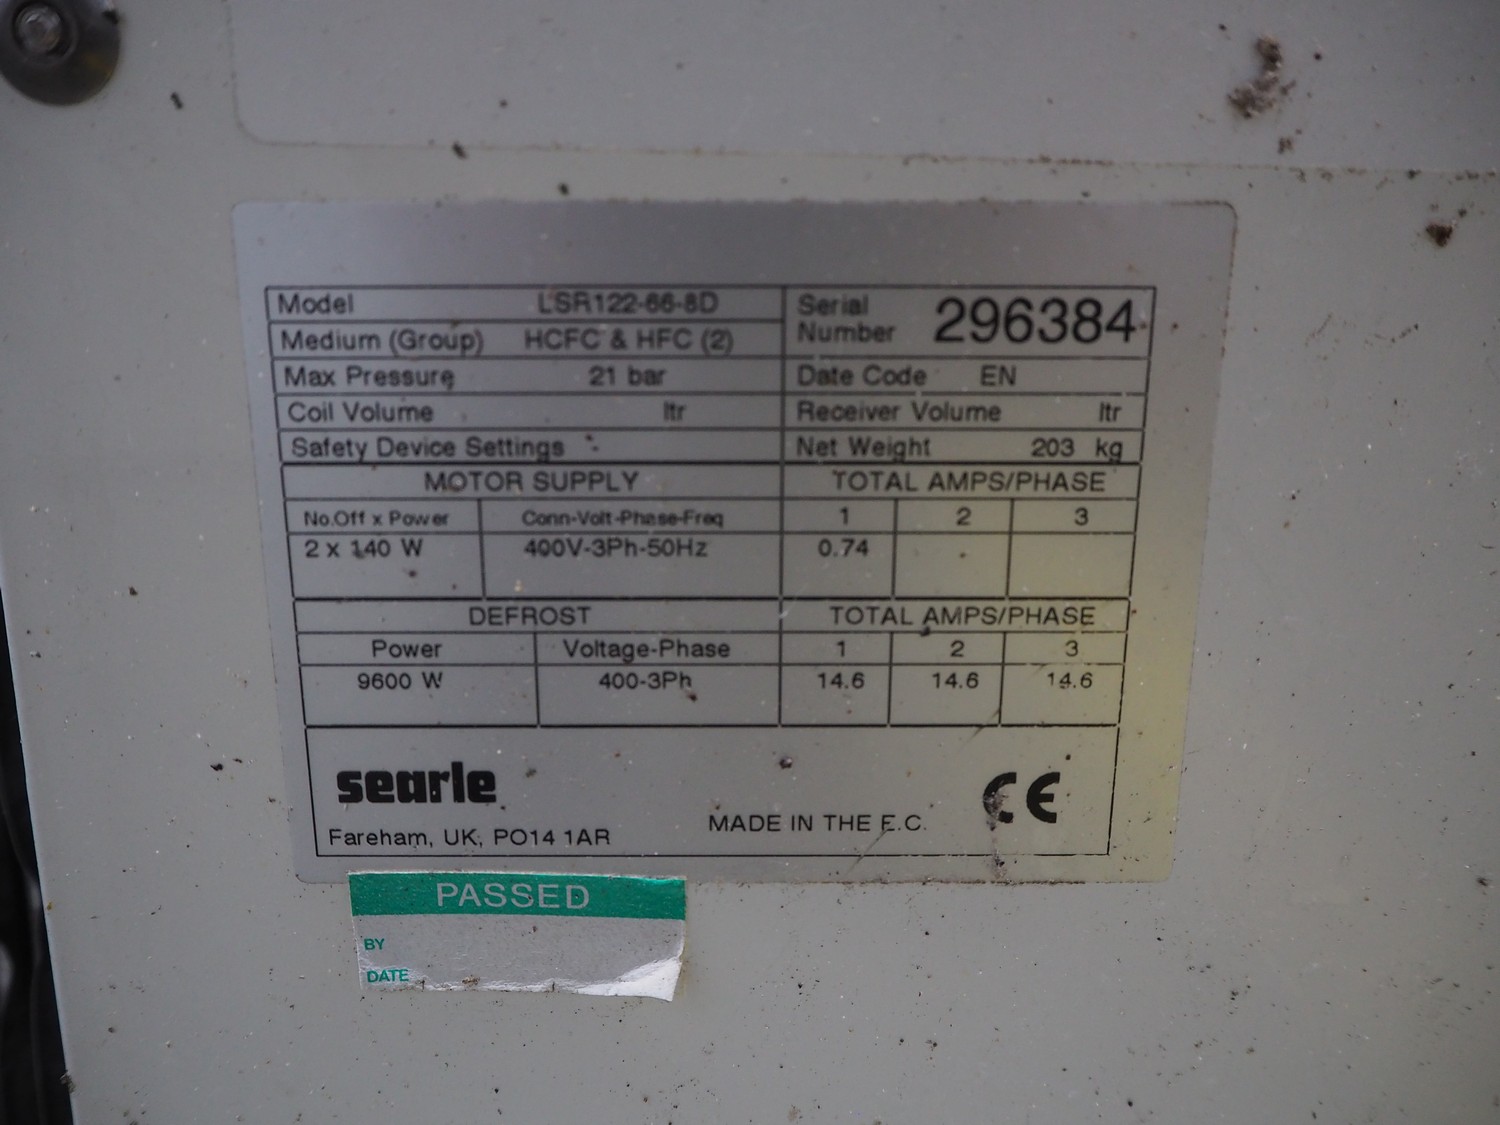 Model LSR122-66-8D
Serial Number 296384
Medium (Group) HCFC & HFC (2)
Max Pressure 21 bar
Date Code EN
Coil Volume ltr
Receiver Volume ltr
Safety Device Settings -
Net Weight 203 kg
MOTOR SUPPLY TOTAL AMPS/PHASE
No.Off x Power Conn-Volt-Phase-Freq 1 2 3
2 x 140 W 400V-3Ph-50Hz 0.74
DEFROST TOTAL AMPS/PHASE
Power Voltage-Phase 1 2 3
9600 W 400-3Ph 14.6 14.6 14.6
searle
Fareham, UK, PO14 1AR
MADE IN THE E.C.
CE
PASSED
BY
DATE